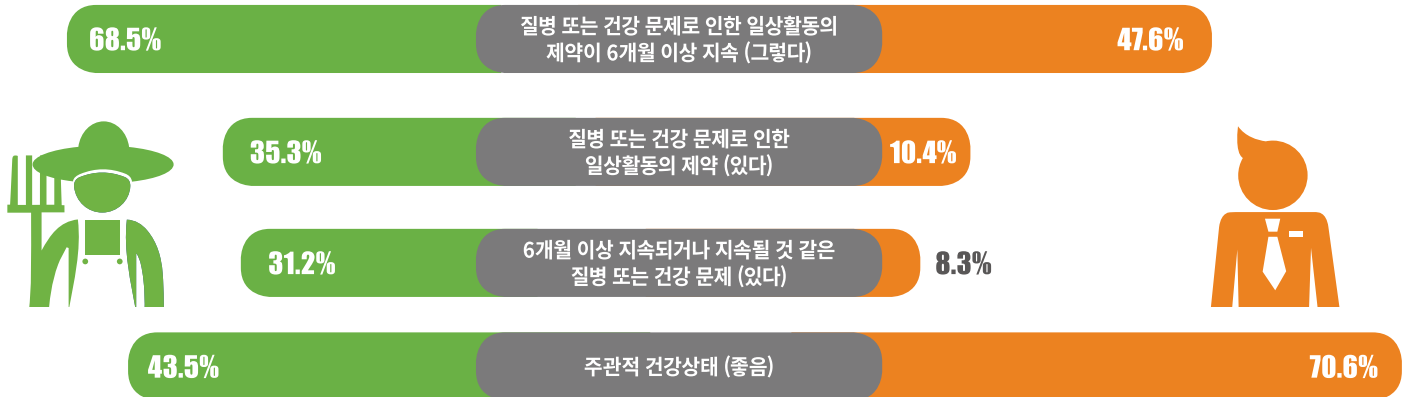 68.5%
질병 또는 건강 문제로 인한 일상활동의
제약이 6개월 이상 지속 (그렇다)
47.6%
35.3%
질병 또는 건강 문제로 인한
일상활동의 제약 (있다)
10.4%
31.2%
6개월 이상 지속되거나 지속될 것 같은
질병 또는 건강 문제 (있다)
8.3%
43.5%
주관적 건강상태 (좋음)
70.6%